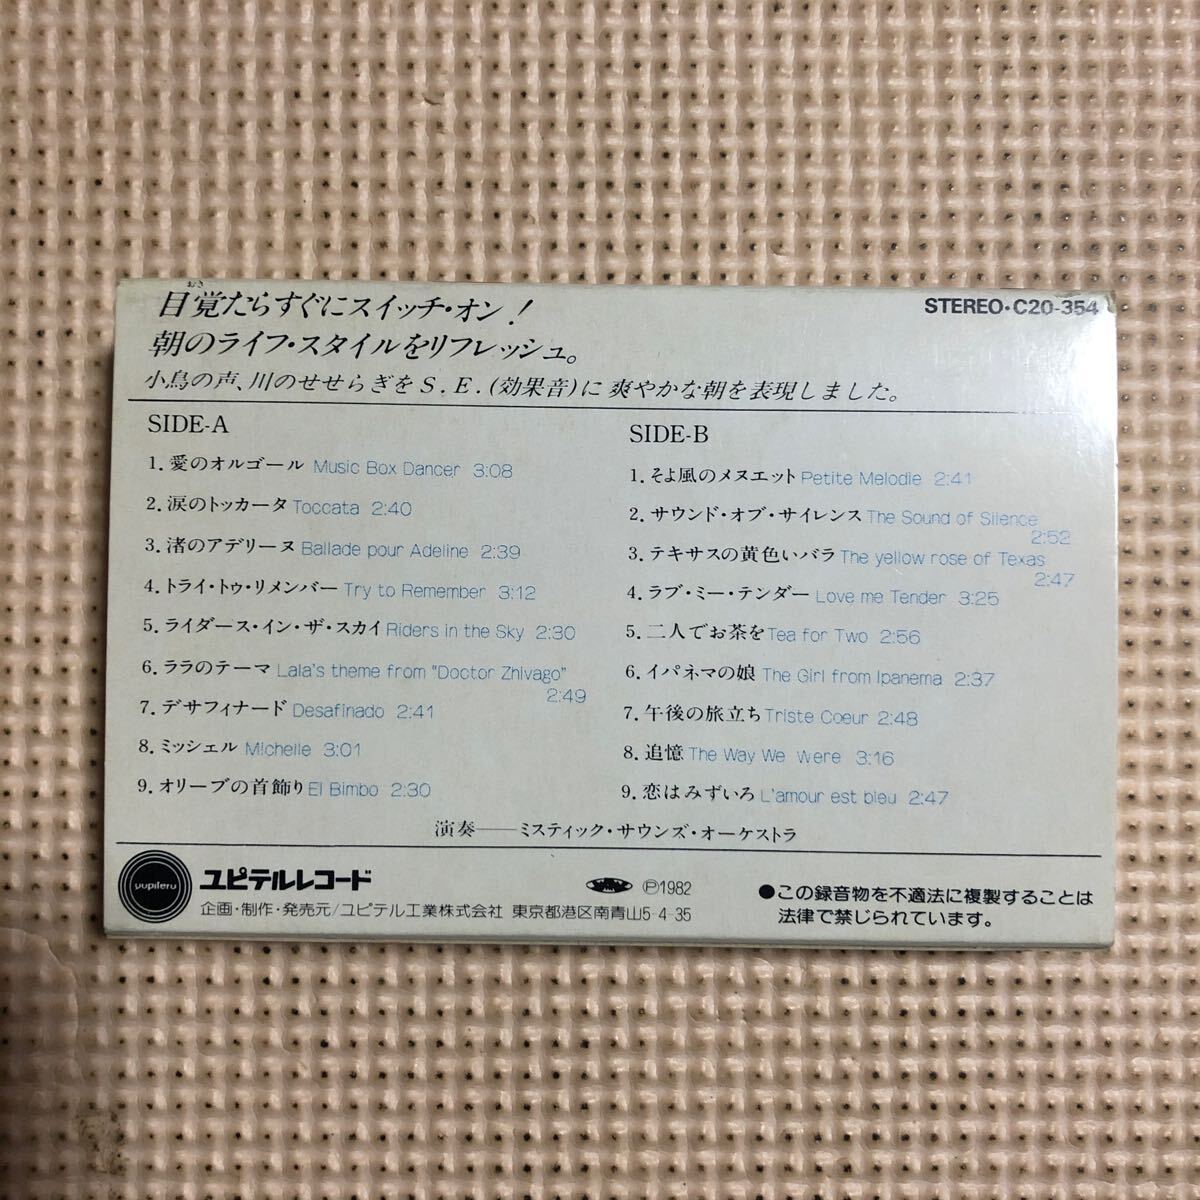 おき
目覚たらすぐにスイッチ・オン!
朝のライフ・スタイルをリフレッシュ。
小鳥の声、川のせせらぎをS.E.(効果音)に爽やかな朝を表現しました。
STEREO・C20-354
SIDE-A
1.愛のオルゴール Music Box Dancer 3:08
2.涙のトッカータ Toccata 2:40
3.渚のアデリーヌ Ballade pour Adeline 2:39
4.トライ・トゥ・リメンバー Try to Remember 3:12
5.ライダース・イン・ザ・スカイ Riders in the Sky 2:30
6.ララのテーマ Lala's theme from "Doctor Zhivago"
2:49
7.デサフィナード Desafinado 2:41
8.ミッシェル Michelle 3:01
9.オリーブの首飾り El Bimbo 2:30
SIDE-B
1.そよ風のメヌエット Petite Melodie 2:41
2.サウンド・オブ・サイレンス The Sound of Silence
2:52
3.テキサスの黄色いバラ The yellow rose of Texas
2:47
4.ラブ・ミー・テンダー Love me Tender 3:25
5.二人でお茶を Tea for Two 2:56
6.イパネマの娘 The Girl from Ipanema 2:37
7.午後の旅立ち Triste Coeur 2:48
8.追憶 The Way We Were 3:16
9.恋はみずいろ L'amour est bleu 2:47
演奏——ミスティック・サウンズ・オーケストラ
yupiteru
ユピテルレコード
企画・制作・発売元/ユピテル工業株式会社 東京都港区南青山5-4-35
Ⓟ1982
●この録音物を不適法に複製することは
法律で禁じられています。